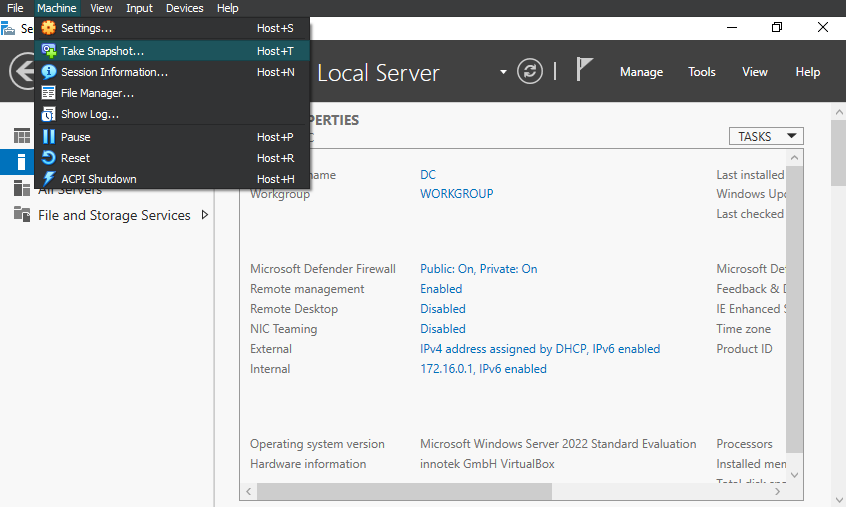 File Machine View Input Devices Help
Settings... Host+S
Take Snapshot... Host+T
Session Information... Host+N
File Manager...
Show Log...
Pause Host+P
Reset Host+R
ACPI Shutdown Host+H
Se
Local Server
Manage Tools View Help
PERTIES
C
TASKS
All Servers
File and Storage Services
name DC Last installed
Workgroup WORKGROUP Windows Upd
Last checked
Microsoft Defender Firewall Public: On, Private: On Microsoft De
Remote management Enabled Feedback & D
Remote Desktop Disabled IE Enhanced S
NIC Teaming Disabled Time zone
External IPv4 address assigned by DHCP, IPv6 enabled Product ID
Internal 172.16.0.1, IPv6 enabled
Operating system version Microsoft Windows Server 2022 Standard Evaluation Processors
Hardware information innotek GmbH VirtualBox Installed mem
Total disk spa